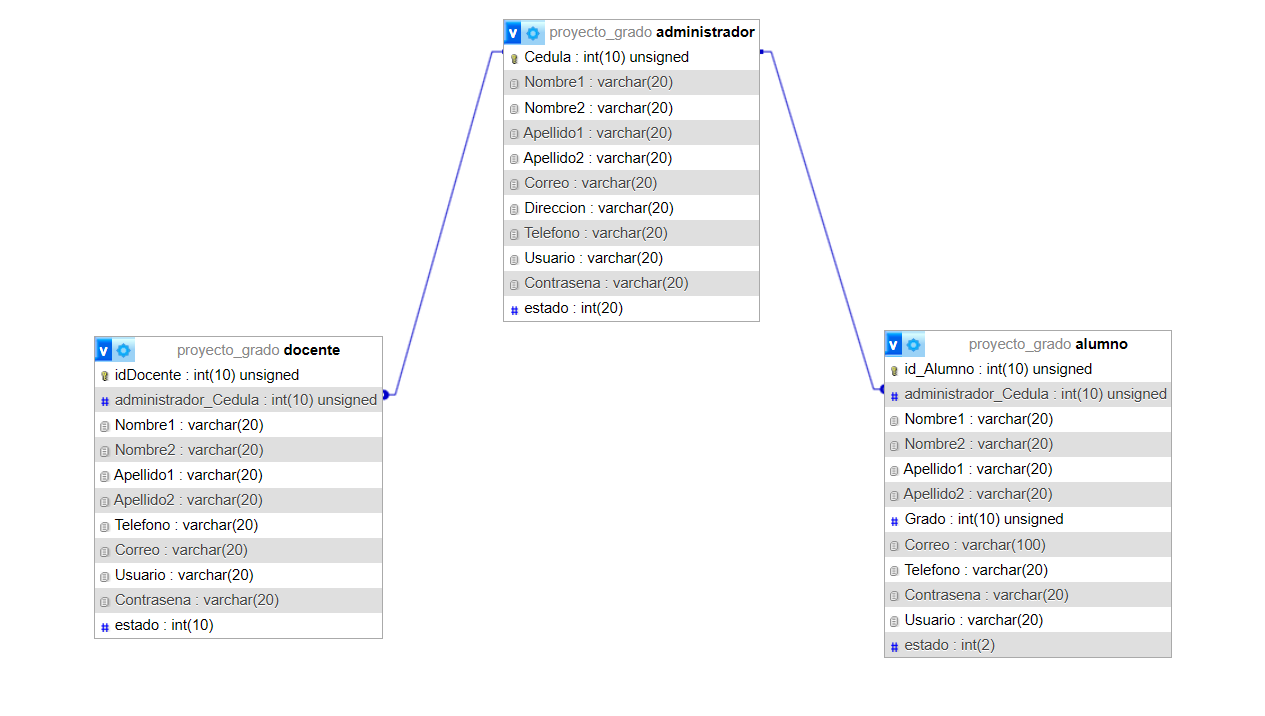 v proyecto_grado administrador
Cedula : int(10) unsigned
Nombre1 : varchar(20)
Nombre2 : varchar(20)
Apellido1 : varchar(20)
Apellido2 : varchar(20)
Correo : varchar(20)
Direccion : varchar(20)
Telefono : varchar(20)
Usuario : varchar(20)
Contrasena : varchar(20)
# estado : int(20)
v proyecto_grado docente
idDocente : int(10) unsigned
# administrador_Cedula : int(10) unsigned
Nombre1 : varchar(20)
Nombre2 : varchar(20)
Apellido1 : varchar(20)
Apellido2 : varchar(20)
Telefono : varchar(20)
Correo : varchar(20)
Usuario : varchar(20)
Contrasena : varchar(20)
# estado : int(10)
v proyecto_grado alumno
id_Alumno : int(10) unsigned
# administrador_Cedula : int(10) unsigned
Nombre1 : varchar(20)
Nombre2 : varchar(20)
Apellido1 : varchar(20)
Apellido2 : varchar(20)
# Grado : int(10) unsigned
Correo : varchar(100)
Telefono : varchar(20)
Contrasena : varchar(20)
Usuario : varchar(20)
# estado : int(2)